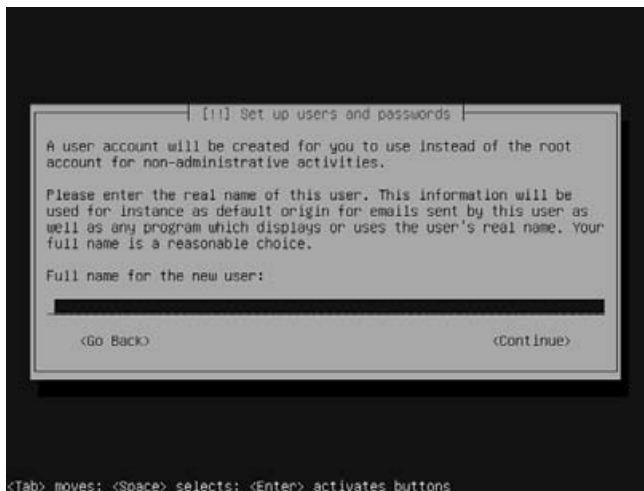 [!!] Set up users and passwords
A user account will be created for you to use instead of the root
account for non-administrative activities.
Please enter the real name of this user. This information will be
used for instance as default origin for emails sent by this user as
well as any program which displays or uses the user's real name. Your
full name is a reasonable choice.
Full name for the new user:
<Go Back> <Continue>
<Tab> moves; <Space> selects; <Enter> activates buttons